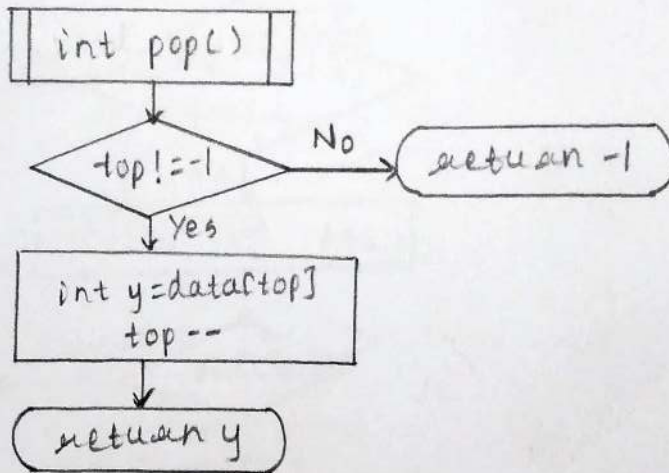 int pop()
top!=-1
No
return -1
Yes
int y=data[top]
top --
return y